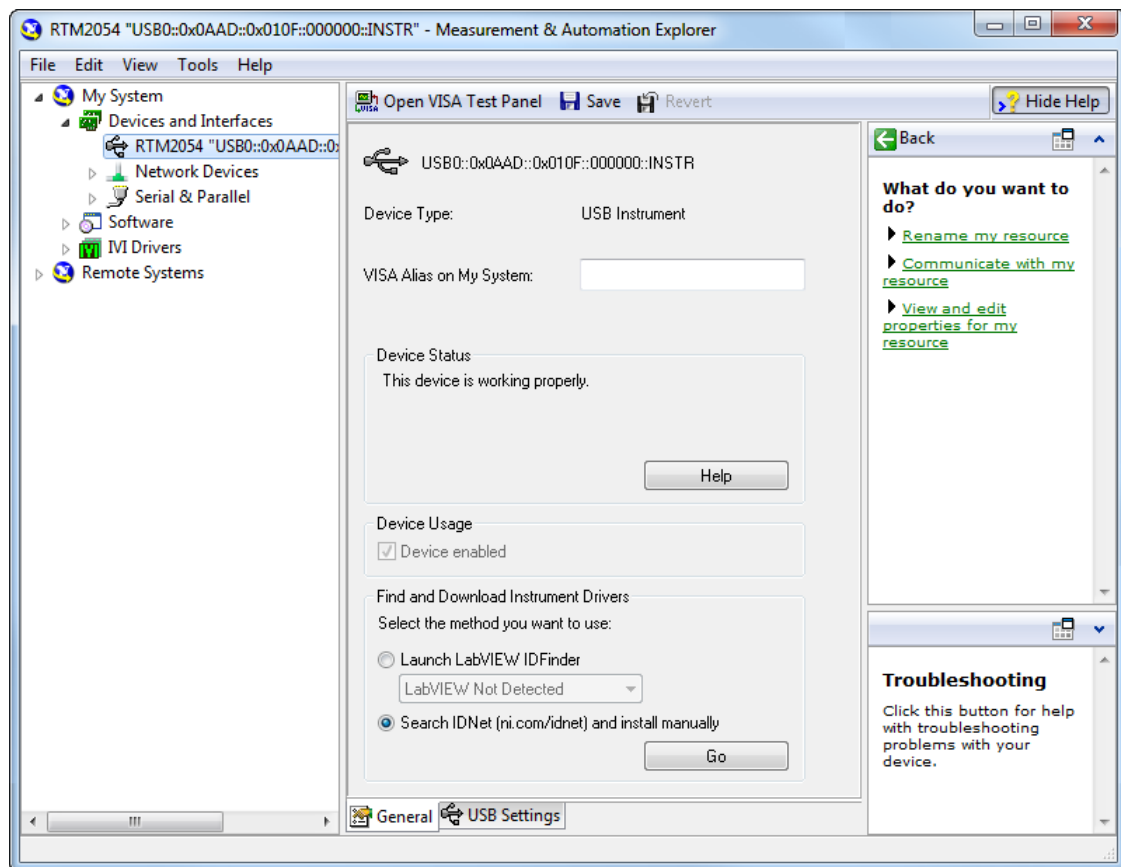 RTM2054 "USB0::0x0AAD::0x010F::000000::INSTR" - Measurement & Automation Explorer
File Edit View Tools Help
My System
Devices and Interfaces
RTM2054 "USB0::0x0AAD::0
Network Devices
Serial & Parallel
Software
IVI Drivers
Remote Systems
Open VISA Test Panel Save Revert Hide Help
USB0::0x0AAD::0x010F::000000::INSTR
Device Type: USB Instrument
VISA Alias on My System:
Device Status
This device is working properly.
Help
Device Usage
Device enabled
Find and Download Instrument Drivers
Select the method you want to use:
Launch LabVIEW IDFinder
LabVIEW Not Detected
Search IDNet (ni.com/idnet) and install manually
Go
General USB Settings
Back
What do you want to
do?
Rename my resource
Communicate with my
resource
View and edit
properties for my
resource
Troubleshooting
Click this button for help
with troubleshooting
problems with your
device.